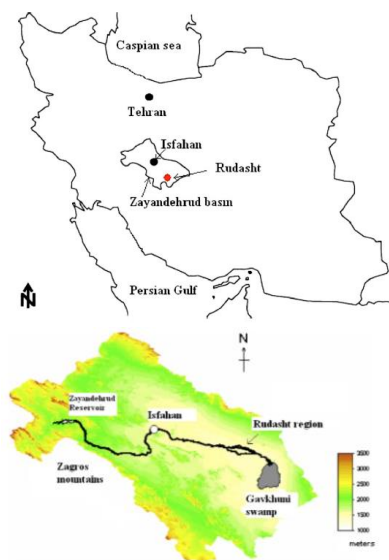 Caspian sea
Tehran
Isfahan
Rudasht
Zayandehrud basin
Persian Gulf
N
N
Zayandehrud
Reservoir
Isfahan
Rudasht region
Zagros
mountains
Gavkhuni
swamp
3500
3000
2500
2000
1500
1000
meters